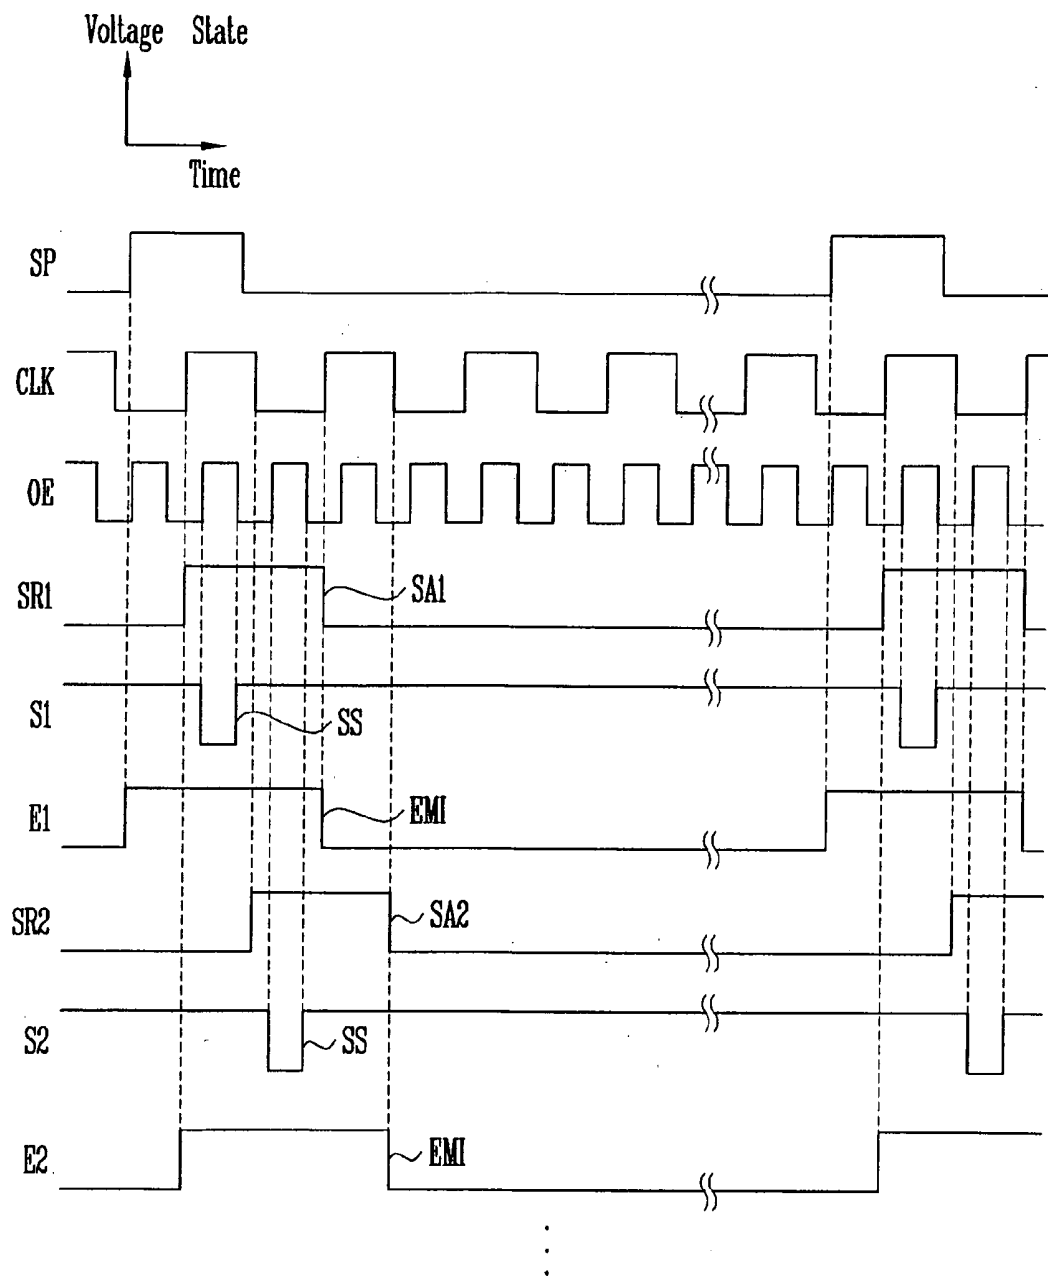 Voltage State
Time
SP
CLK
OE
SR1
SA1
S1
SS
E1
EMI
SR2
SA2
S2
SS
E2
EMI